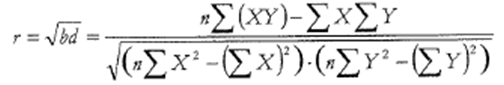 r = √bd = (n∑(XY) − ∑X∑Y) / √((n∑X² − (∑X)²)·(n∑Y² − (∑Y)²))